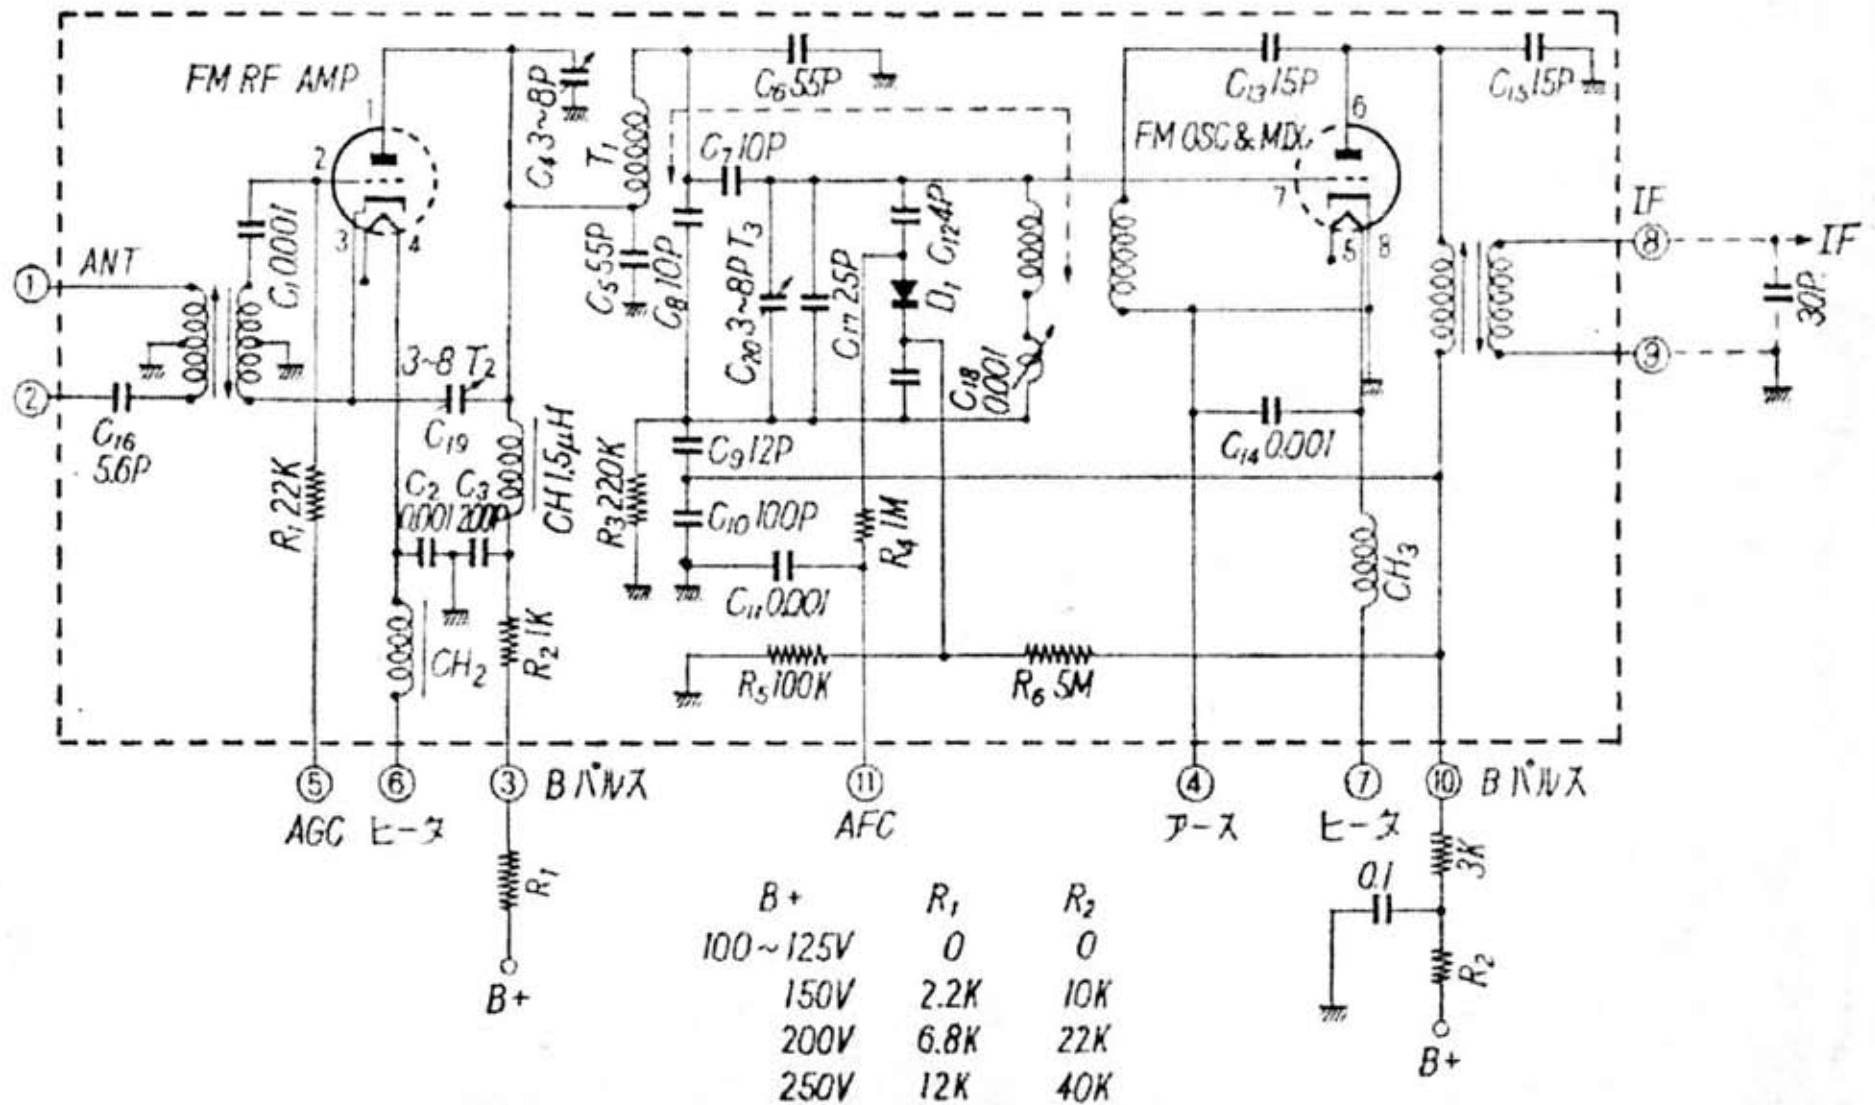 FM RF AMP
1
2
3
4
C₄ 3~8P
T₁
C₆ 55P
C₇ 10P
C₁₃ 15P
C₁₅ 15P
FM OSC & MIX
6
7
5
8
ANT
①
②
C₁ 0.001
C₁₆
5.6P
R₁ 22K
3~8 T₂
C₁₉
C₂
0.001
C₃
200P
CH 1.5μH
CH₂
R₂ 1K
C₅ 55P
C₈ 10P
C₂₀ 3~8P T₃
C₁₇ 25P
C₁₂ 4P
D₁
C₁₈
0.001
R₃ 220K
C₉ 12P
C₁₀ 100P
C₁₁ 0.001
R₄ 1M
R₅ 100K
R₆ 5M
C₁₄ 0.001
CH₃
IF
⑧
IF
⑨
30P
⑤
AGC
⑥
ヒータ
③ Bパルス
⑪
AFC
④
アース
⑦
ヒータ
⑩ Bパルス
R₁
B+
3K
0.1
R₂
B+
B+ R₁ R₂
100~125V 0 0
150V 2.2K 10K
200V 6.8K 22K
250V 12K 40K